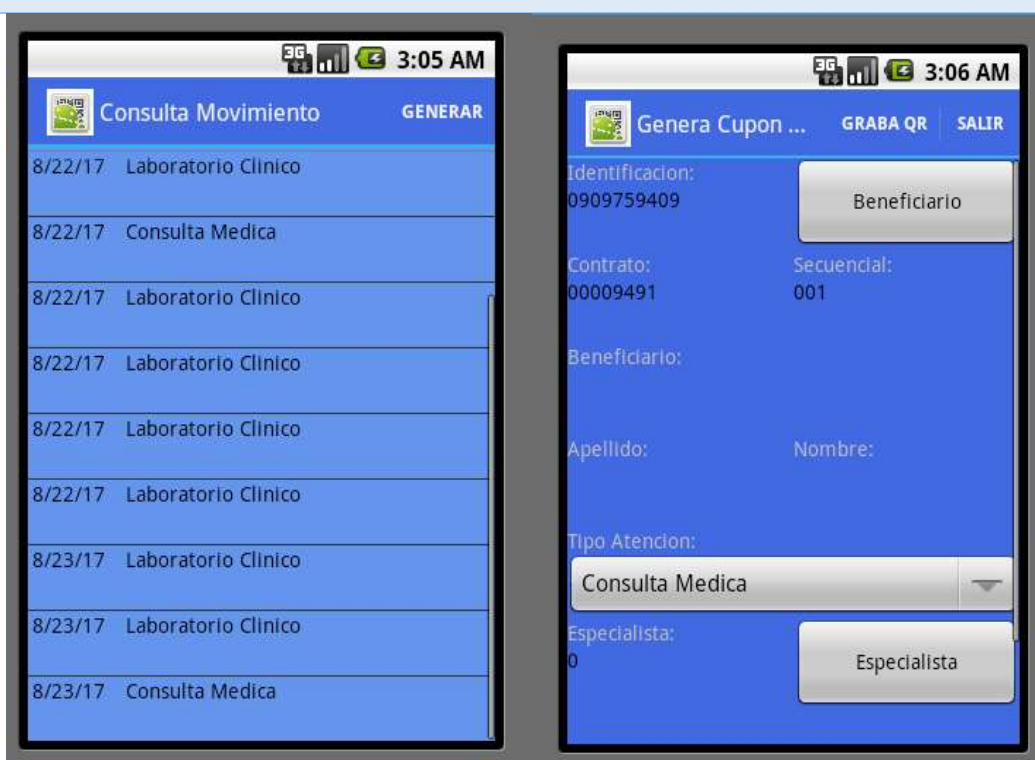 3G 3:05 AM
Consulta Movimiento GENERAR
8/22/17 Laboratorio Clinico
8/22/17 Consulta Medica
8/22/17 Laboratorio Clinico
8/22/17 Laboratorio Clinico
8/22/17 Laboratorio Clinico
8/22/17 Laboratorio Clinico
8/23/17 Laboratorio Clinico
8/23/17 Laboratorio Clinico
8/23/17 Consulta Medica
3G 3:06 AM
Genera Cupon ... GRABA QR SALIR
Identificacion:
0909759409 Beneficiario
Contrato: Secuencial:
00009491 001
Beneficiario:
Apellido: Nombre:
Tipo Atencion:
Consulta Medica
Especialista:
0 Especialista